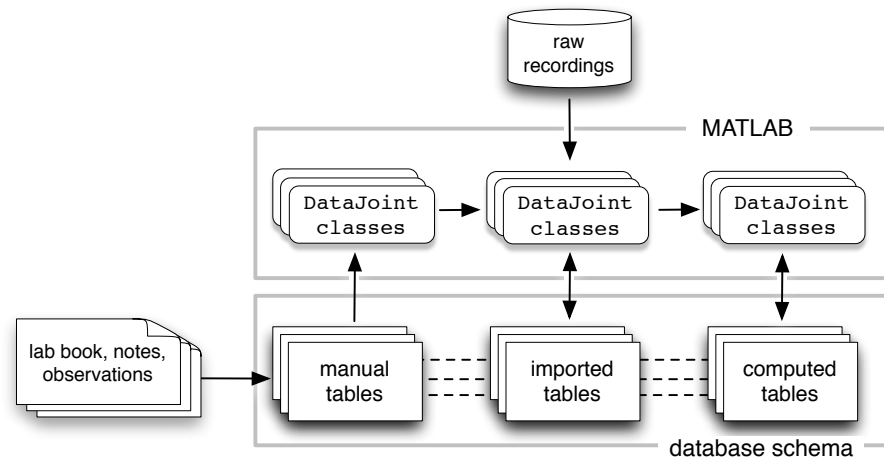 raw
recordings
MATLAB
DataJoint
classes
DataJoint
classes
DataJoint
classes
lab book, notes,
observations
manual
tables
imported
tables
computed
tables
database schema